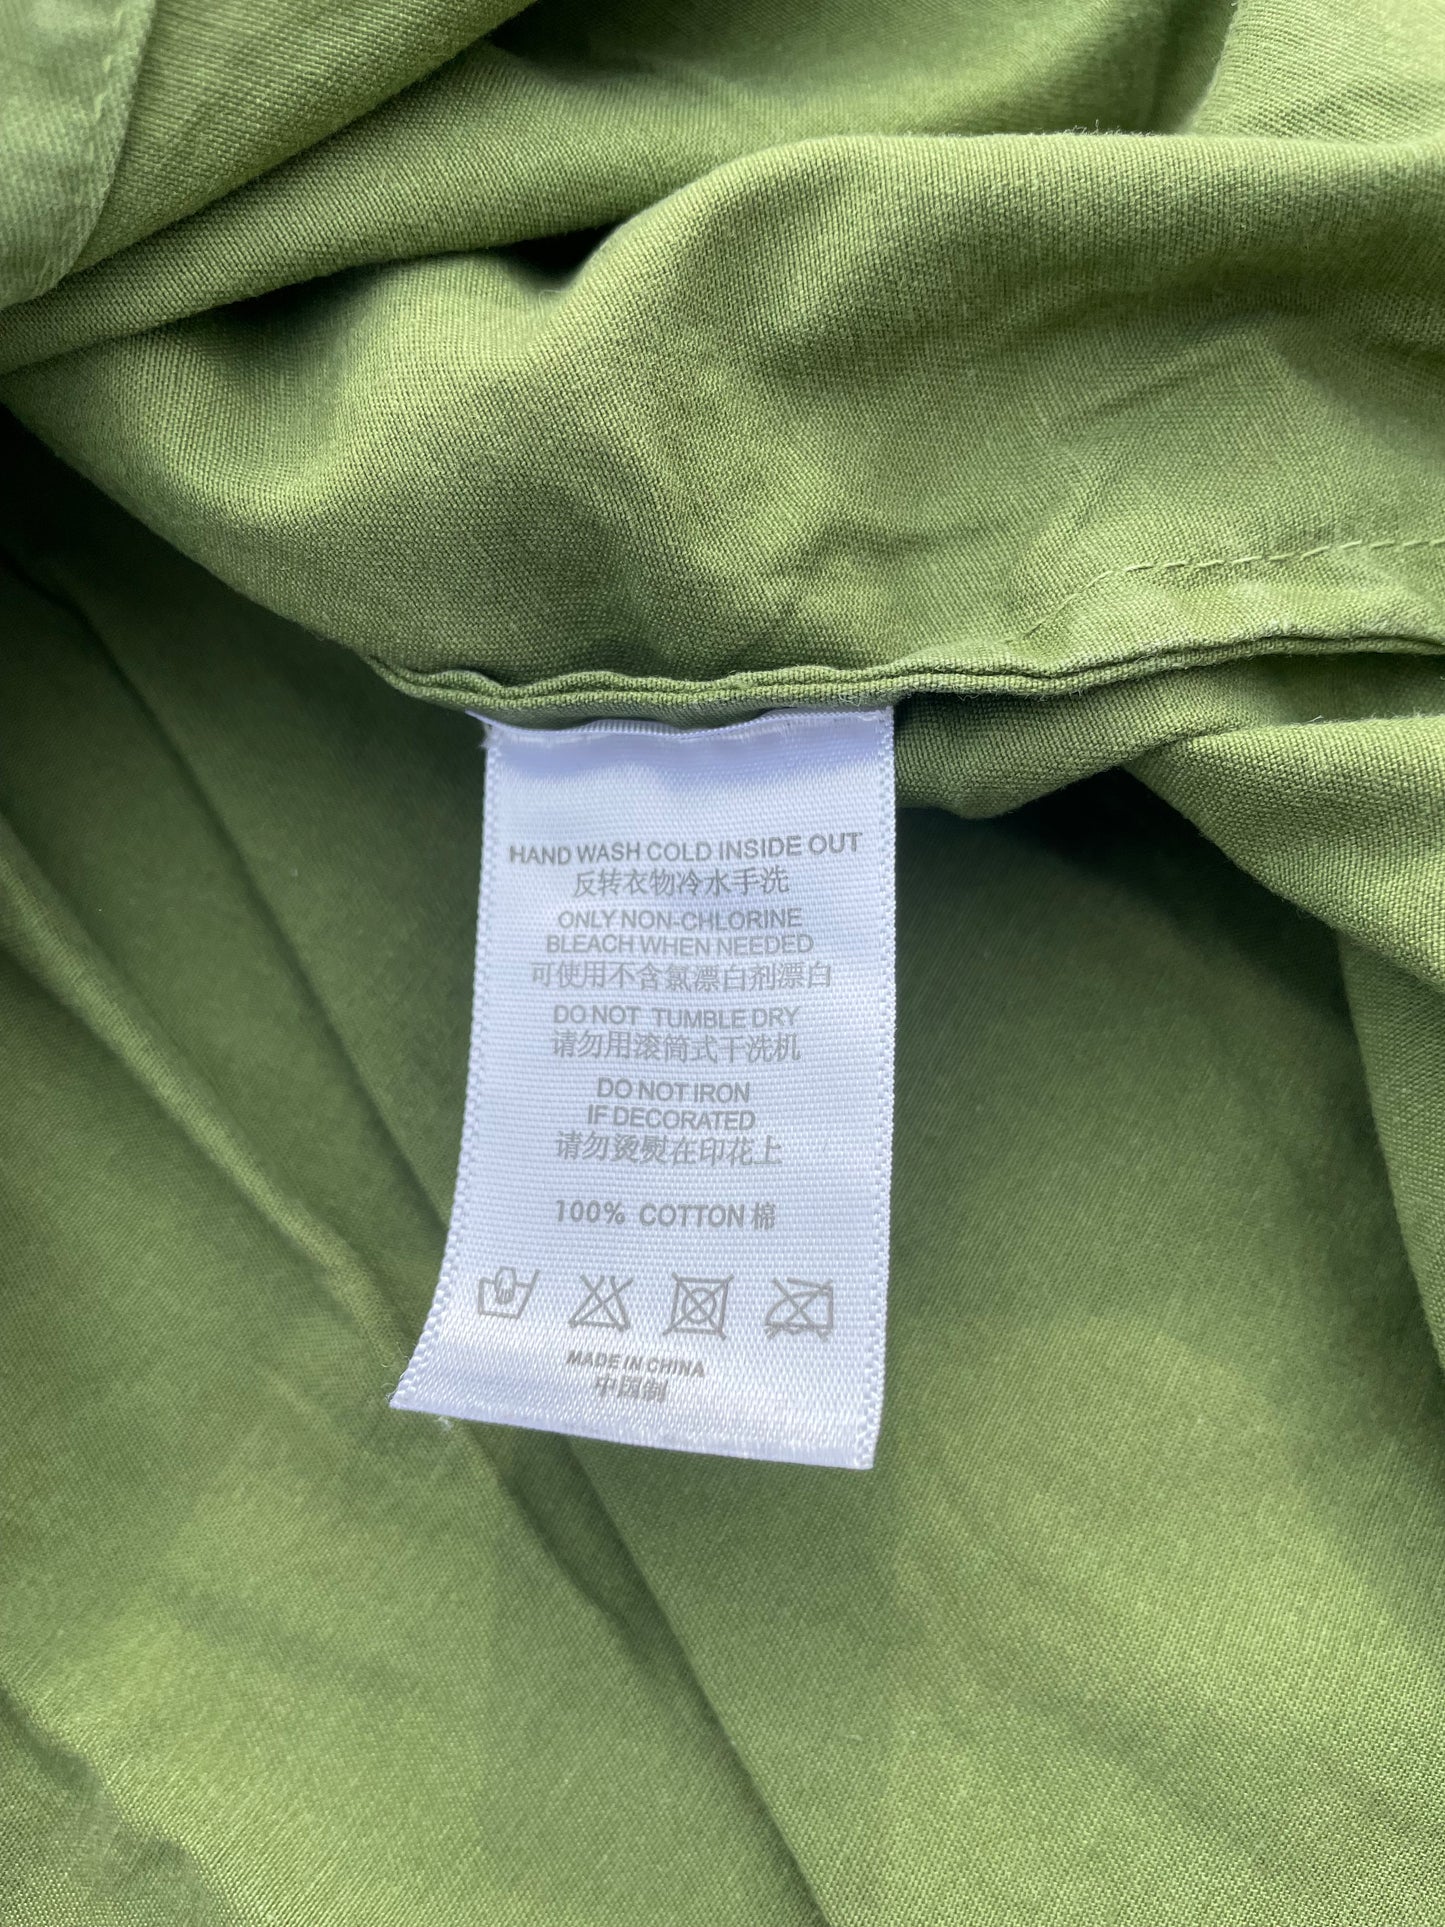 HAND WASH COLD INSIDE OUT
反转衣物冷水手洗
ONLY NON-CHLORINE
BLEACH WHEN NEEDED
可使用不含氯漂白剂漂白
DO NOT TUMBLE DRY
请勿用滚筒式干洗机
DO NOT IRON
IF DECORATED
请勿烫熨在印花上
100% COTTON 棉
MADE IN CHINA
中国制